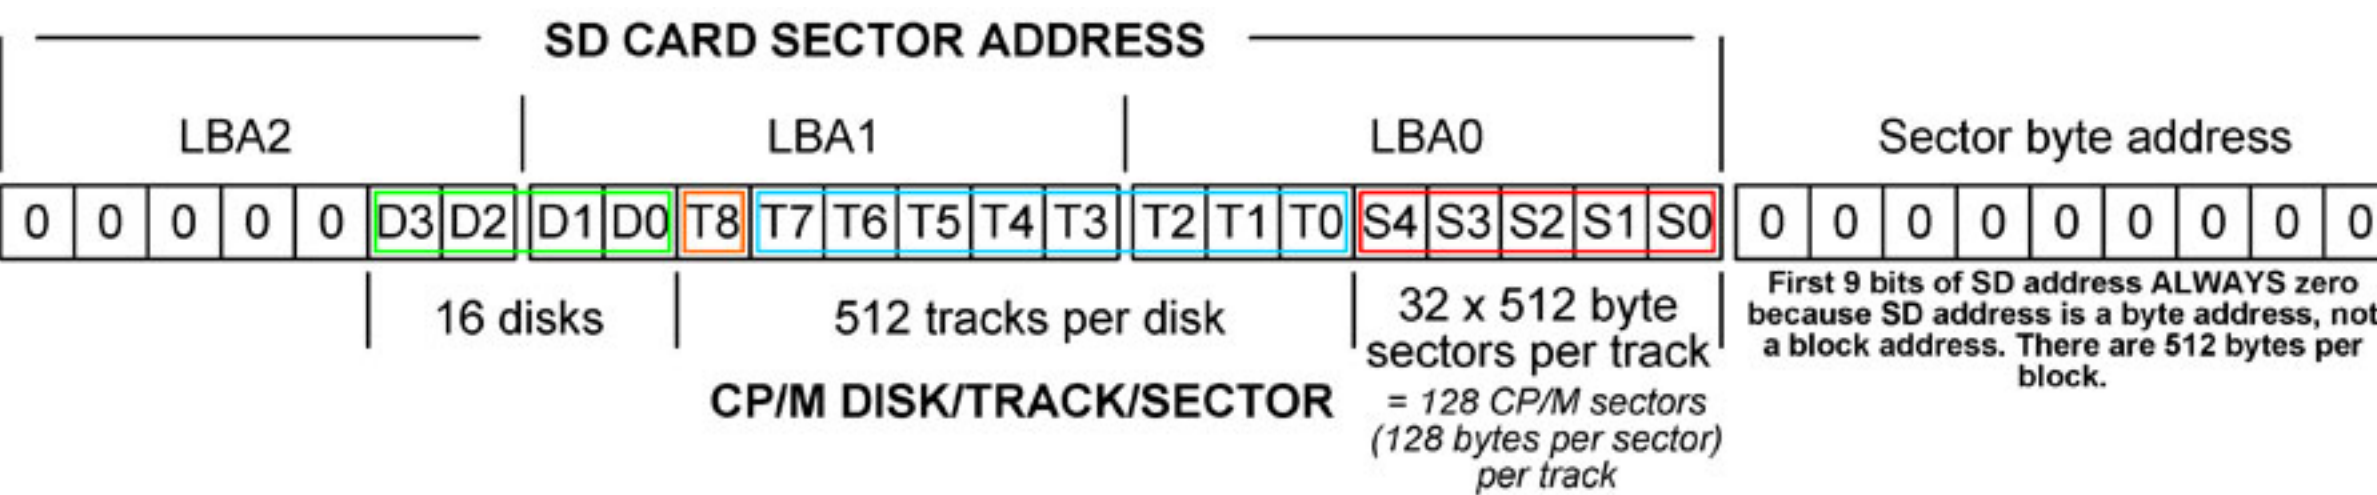 SD CARD SECTOR ADDRESS
LBA2 LBA1 LBA0 Sector byte address
0 0 0 0 0 D3 D2 D1 D0 T8 T7 T6 T5 T4 T3 T2 T1 T0 S4 S3 S2 S1 S0 0 0 0 0 0 0 0 0 0
16 disks
512 tracks per disk
32 x 512 byte
sectors per track
= 128 CP/M sectors
(128 bytes per sector)
per track
First 9 bits of SD address ALWAYS zero
because SD address is a byte address, not
a block address. There are 512 bytes per
block.
CP/M DISK/TRACK/SECTOR